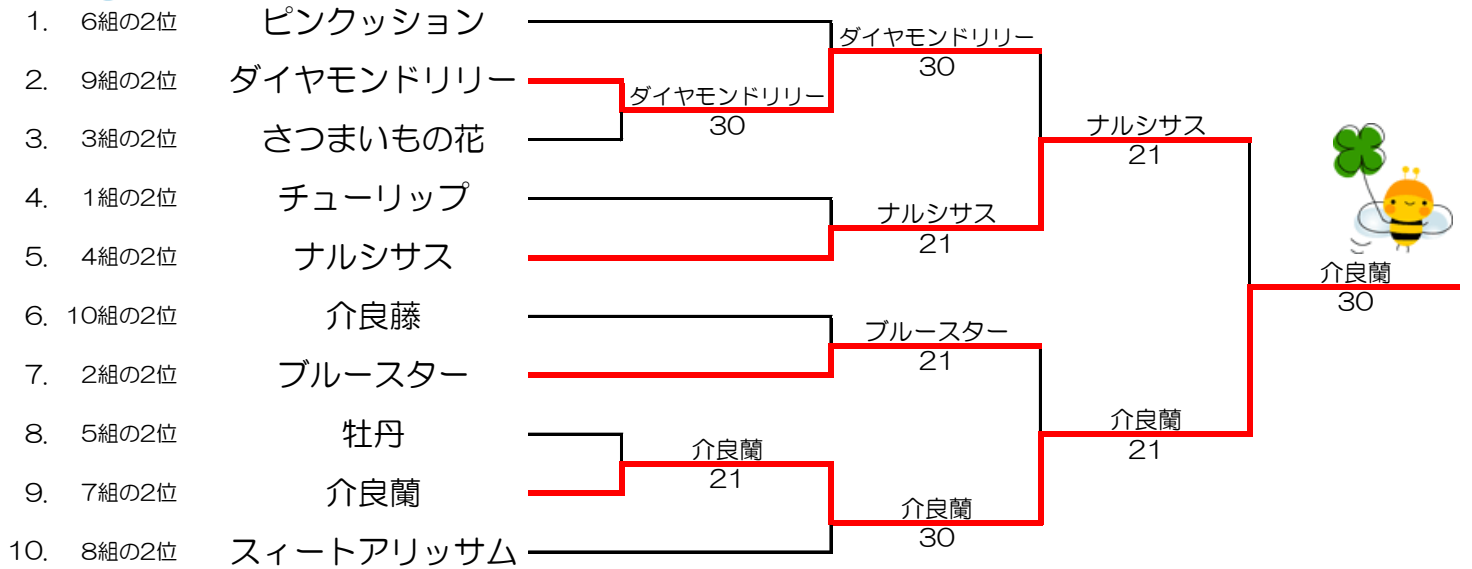 1. 6組の2位 ピンクッション
ダイヤモンドリリー
30
2. 9組の2位 ダイヤモンドリリー
ダイヤモンドリリー
30
3. 3組の2位 さつまいもの花
ナルシサス
21
4. 1組の2位 チューリップ
ナルシサス
21
5. 4組の2位 ナルシサス
介良蘭
30
6. 10組の2位 介良藤
ブルースター
21
7. 2組の2位 ブルースター
介良蘭
21
8. 5組の2位 牡丹
介良蘭
21
9. 7組の2位 介良蘭
介良蘭
30
10. 8組の2位 スィートアリッサム